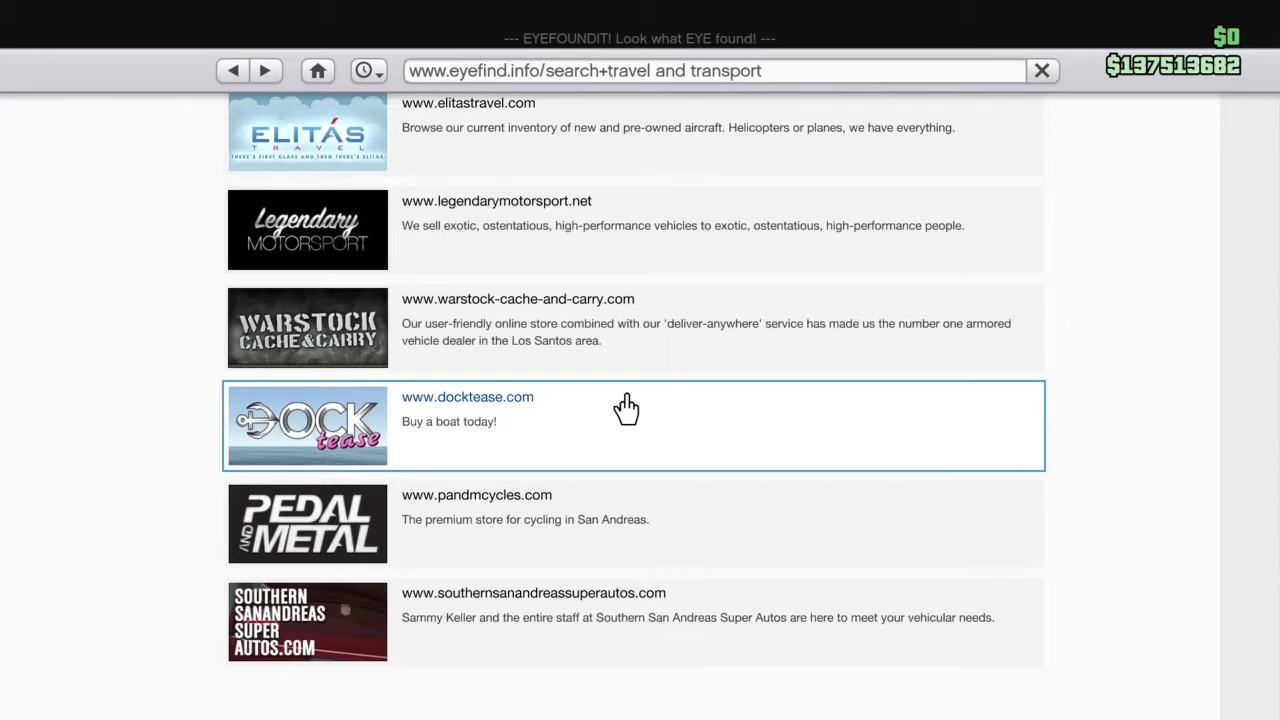 --- EYEFOUNDIT! Look what EYE found! ---
$0
www.eyefind.info/search+travel and transport
$137513682
ELITÁS
TRAVEL
THERE'S FIRST CLASS AND THEN THERE'S ELITAS.
www.elitastravel.com
Browse our current inventory of new and pre-owned aircraft. Helicopters or planes, we have everything.
Legendary
MOTORSPORT
www.legendarymotorsport.net
We sell exotic, ostentatious, high-performance vehicles to exotic, ostentatious, high-performance people.
WARSTOCK
CACHE&CARRY
www.warstock-cache-and-carry.com
Our user-friendly online store combined with our 'deliver-anywhere' service has made us the number one armored
vehicle dealer in the Los Santos area.
DOCK
tease
www.docktease.com
Buy a boat today!
PEDAL
AND METAL
www.pandmcycles.com
The premium store for cycling in San Andreas.
SOUTHERN
SANANDREAS
SUPER
AUTOS.COM
www.southernsanandreassuperautos.com
Sammy Keller and the entire staff at Southern San Andreas Super Autos are here to meet your vehicular needs.